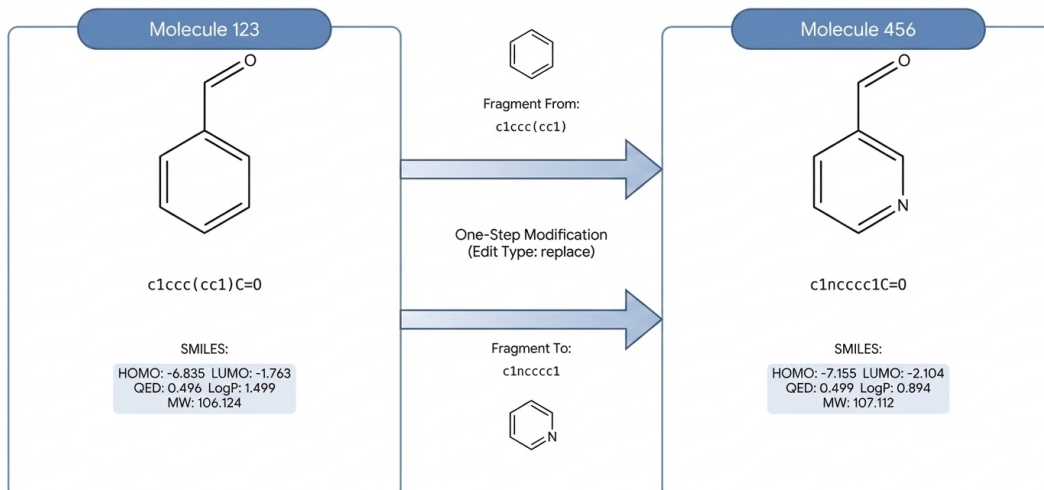 Molecule 123
O
c1ccc(cc1)C=O
SMILES:
HOMO: -6.835 LUMO: -1.763
QED: 0.496 LogP: 1.499
MW: 106.124
Fragment From:
c1ccc(cc1)
One-Step Modification
(Edit Type: replace)
Fragment To:
c1ncccc1
N
Molecule 456
O
N
c1ncccc1C=O
SMILES:
HOMO: -7.155 LUMO: -2.104
QED: 0.499 LogP: 0.894
MW: 107.112